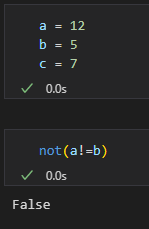 a = 12
b = 5
c = 7
0.0s
not(a!=b)
0.0s
False